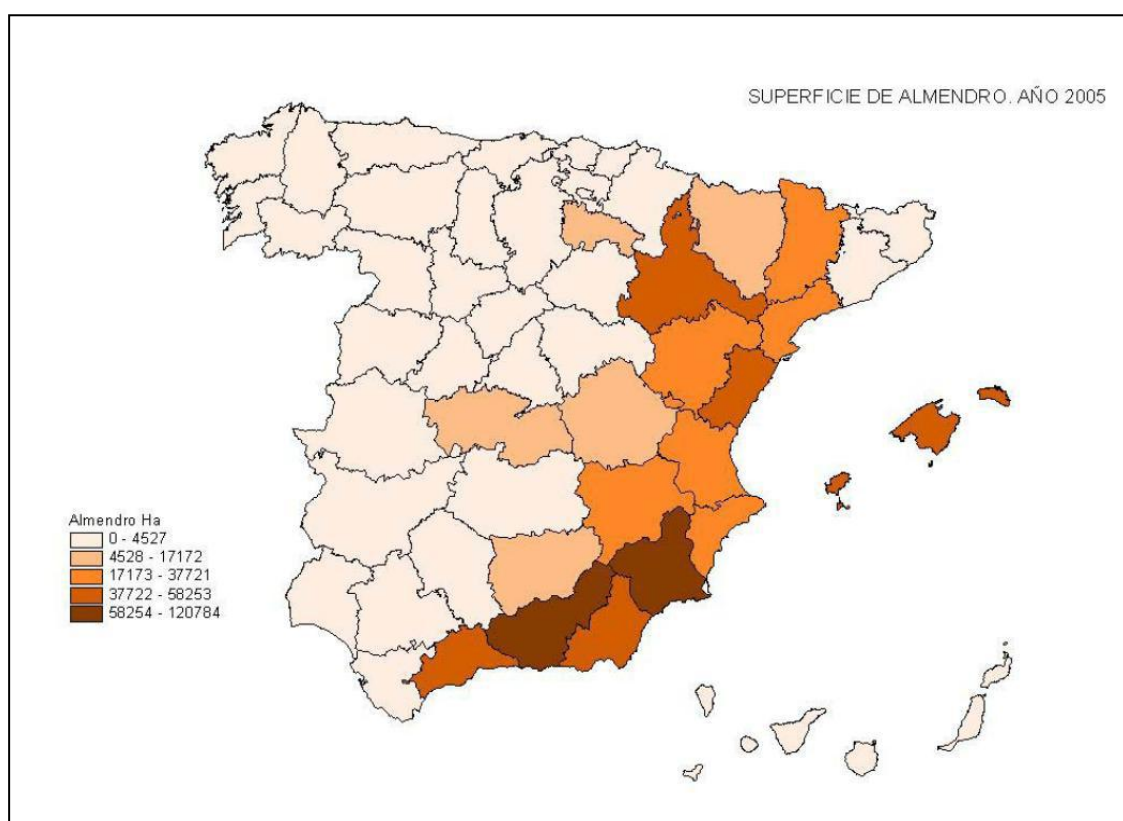 SUPERFICIE DE ALMENDRO. AÑO 2005
Almendro Ha
0 - 4527
4528 - 17172
17173 - 37721
37722 - 58253
58254 - 120784